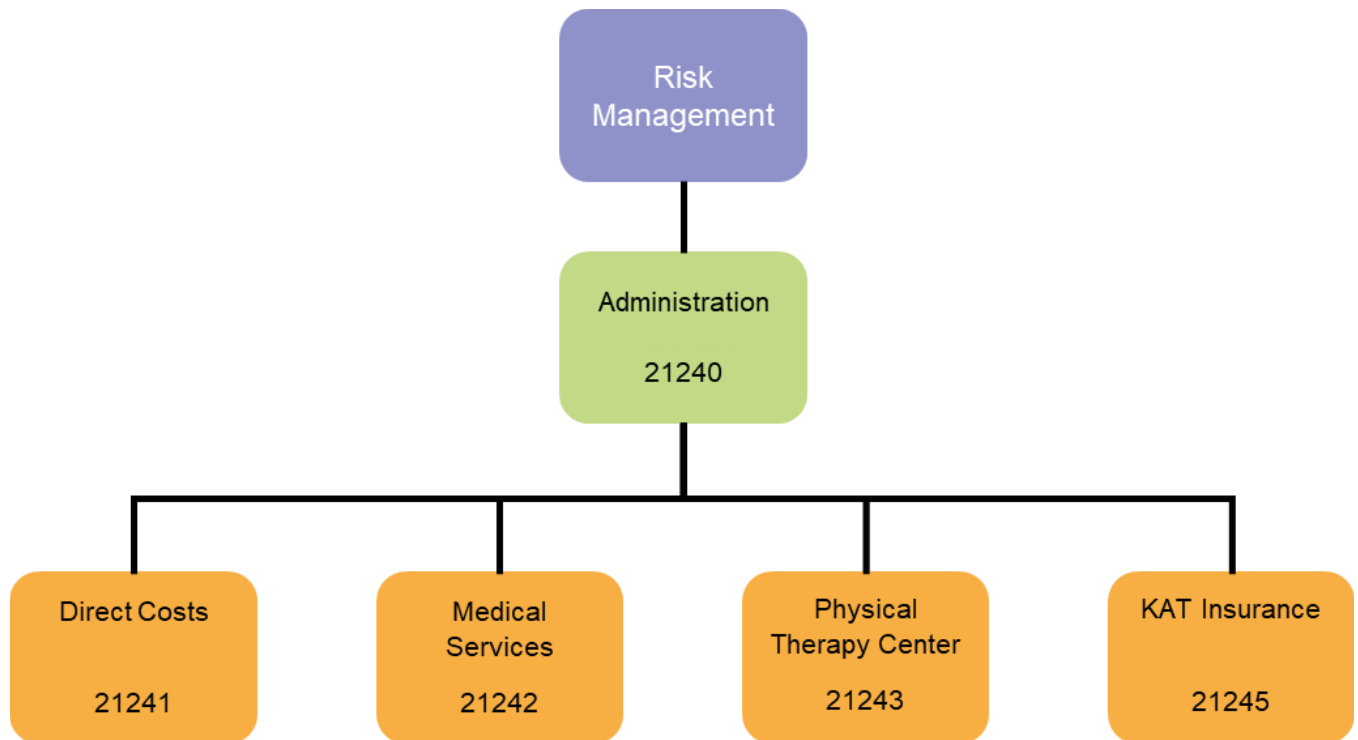 Risk
Management
Administration
21240
Direct Costs
21241
Medical
Services
21242
Physical
Therapy Center
21243
KAT Insurance
21245